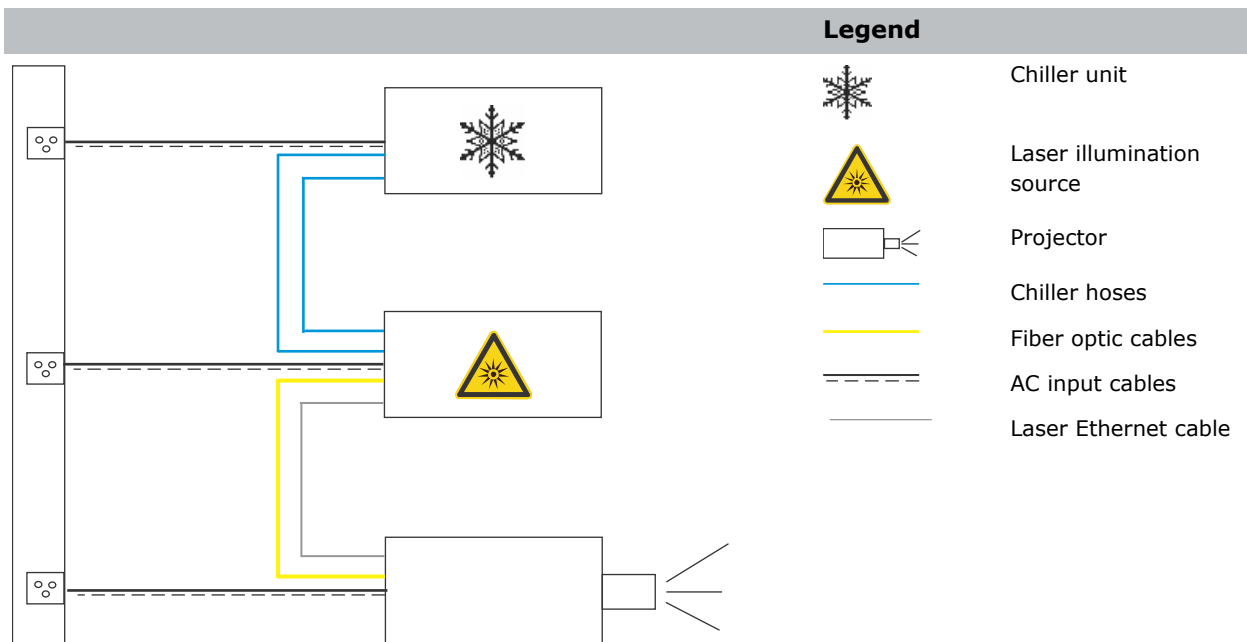 Legend
Chiller unit
Laser illumination
source
Projector
Chiller hoses
Fiber optic cables
AC input cables
Laser Ethernet cable